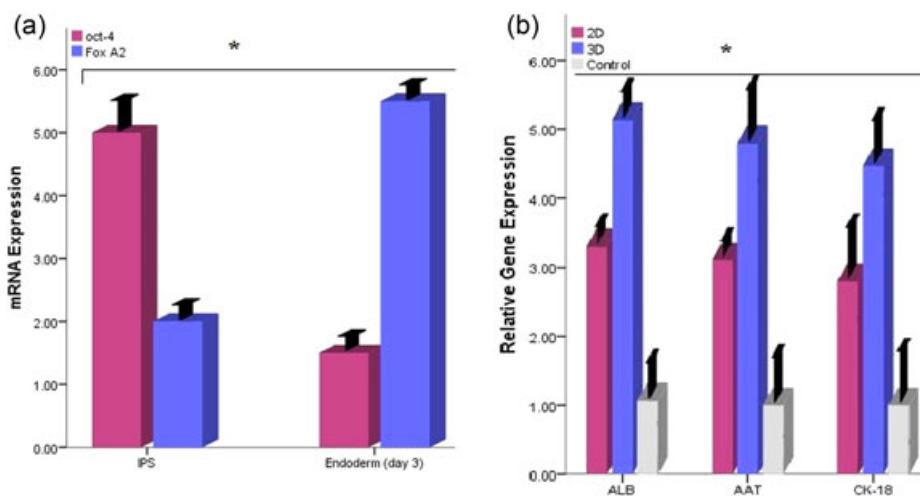 (a)
oct-4
Fox A2
*
6.00
5.00
4.00
3.00
2.00
1.00
0.00
mRNA Expression
IPS
Endoderm (day 3)
(b)
2D
3D
Control
*
6.00
5.00
4.00
3.00
2.00
1.00
0.00
Relative Gene Expression
ALB
AAT
CK-18